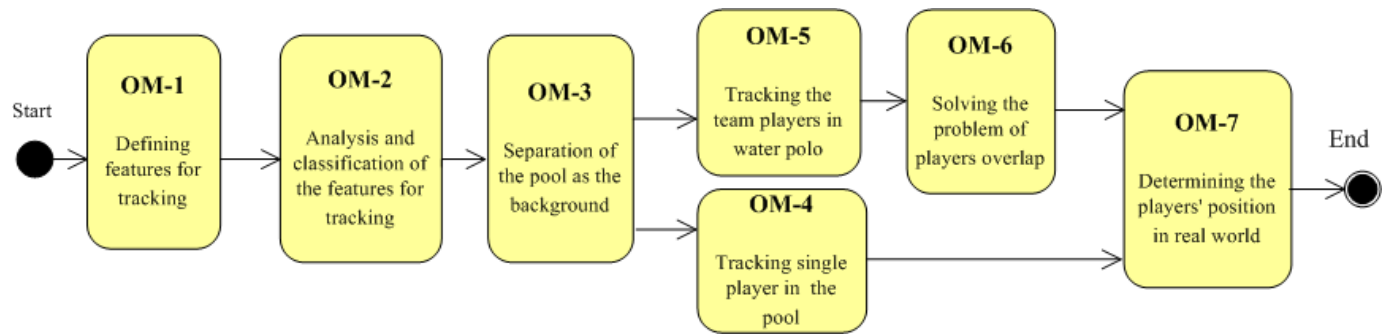 Start
OM-1
Defining
features for
tracking
OM-2
Analysis and
classification of
the features for
tracking
OM-3
Separation of
the pool as the
background
OM-5
Tracking the
team players in
water polo
OM-6
Solving the
problem of
players overlap
OM-4
Tracking single
player in the
pool
OM-7
Determining the
players' position
in real world
End